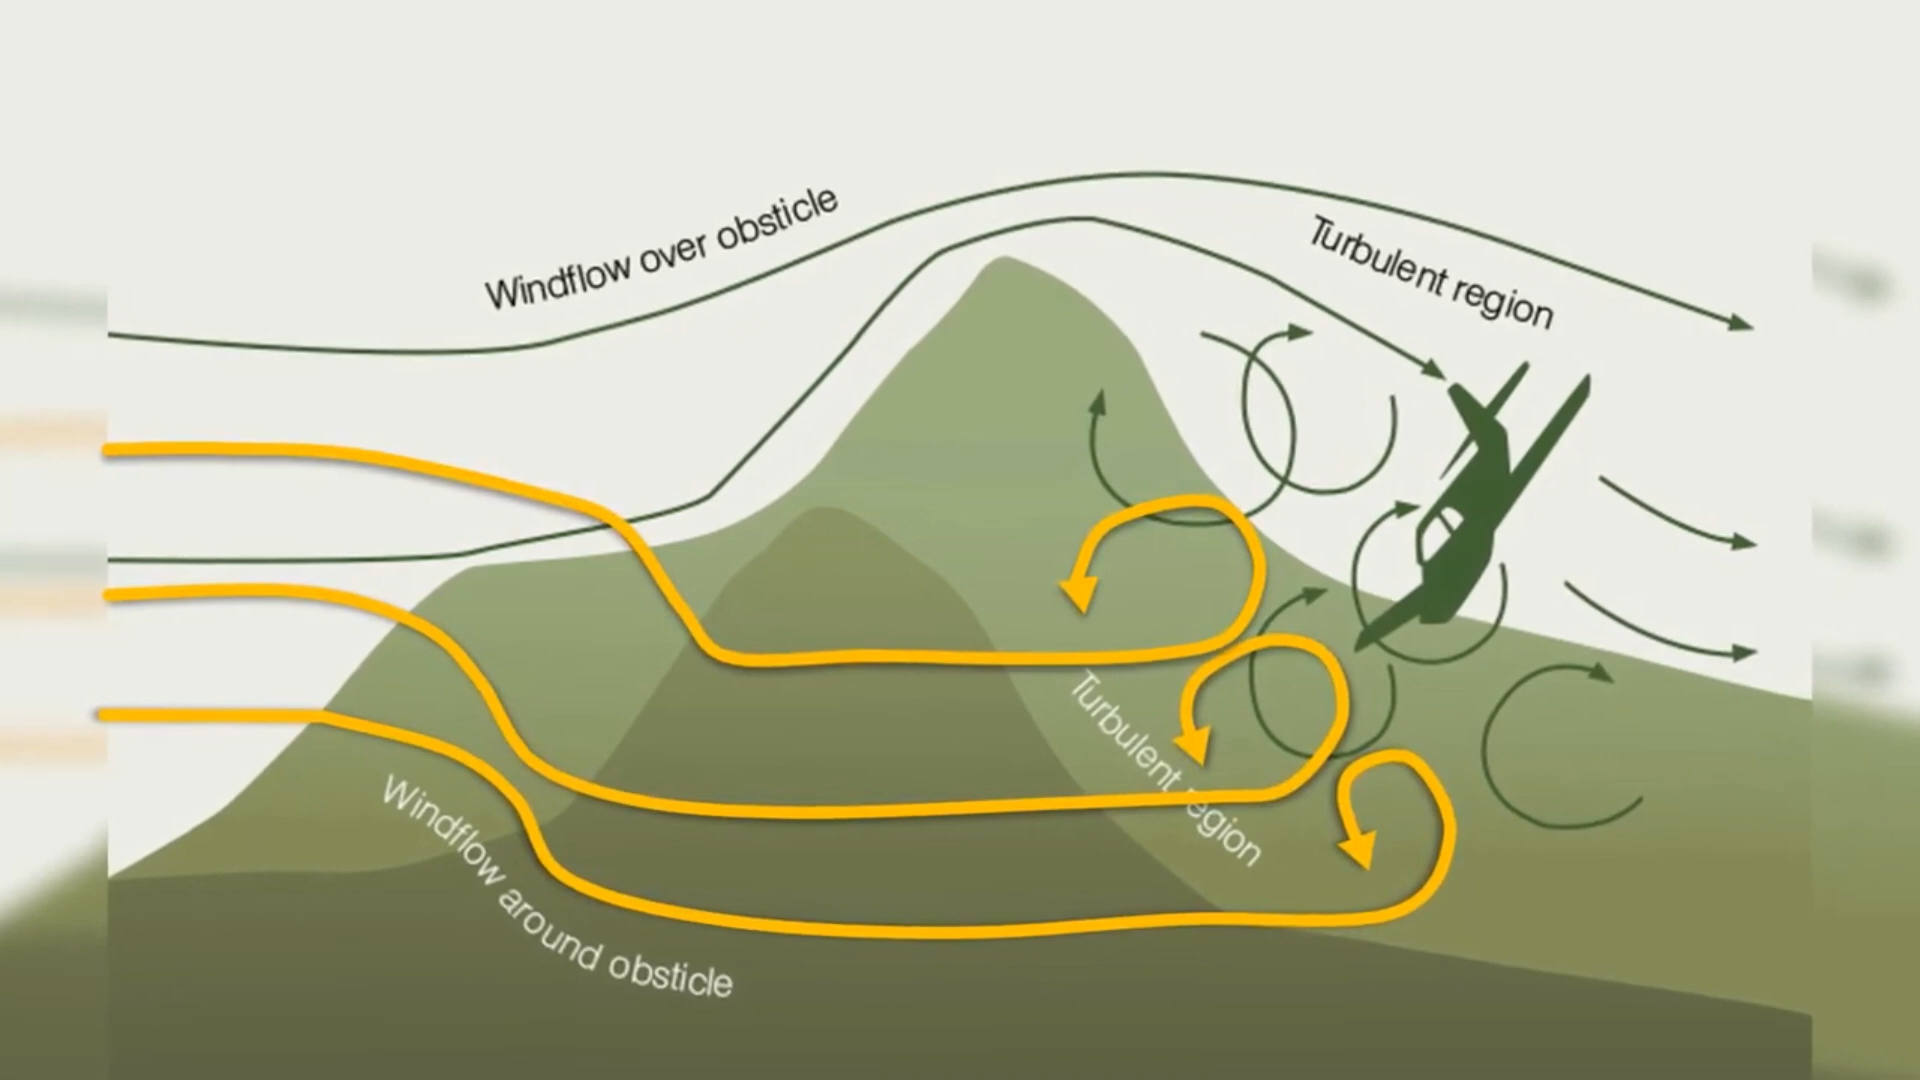 Windflow over obsticle
Turbulent region
Turbulent region
Windflow around obsticle